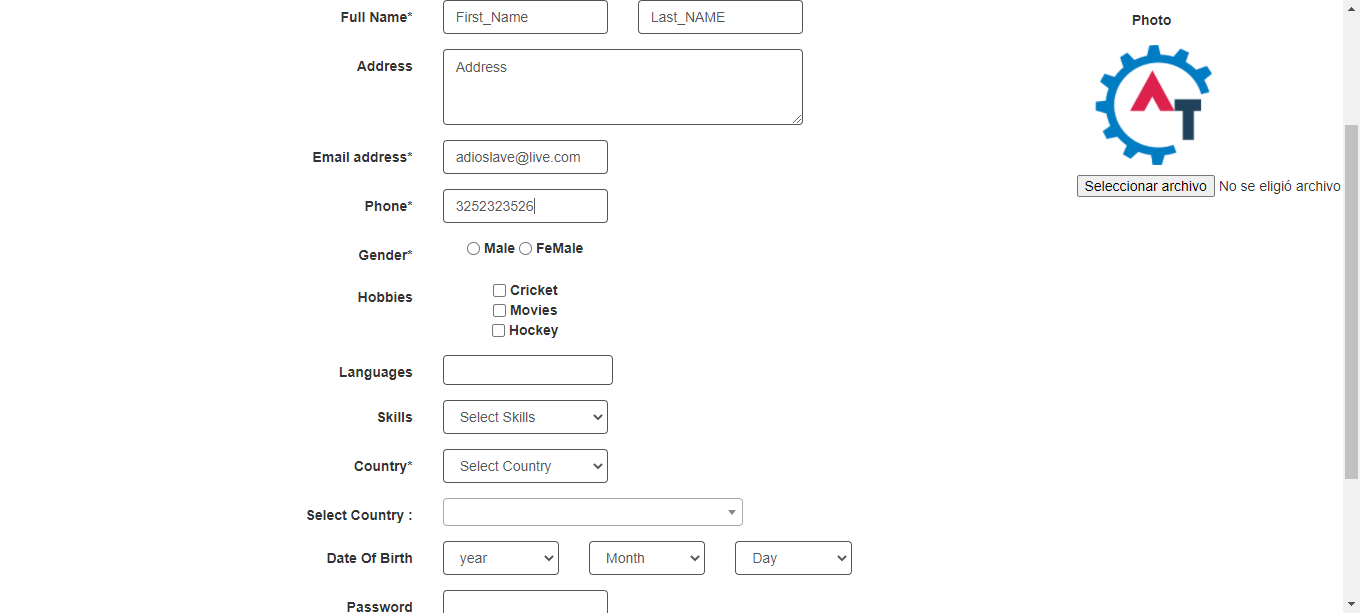 Full Name* First_Name Last_NAME
Photo
Address Address
AT
Email address* adioslave@live.com
Seleccionar archivo No se eligió archivo
Phone* 3252323526
Gender* Male FeMale
Hobbies Cricket
Movies
Hockey
Languages
Skills Select Skills
Country* Select Country
Select Country :
Date Of Birth year Month Day
Password